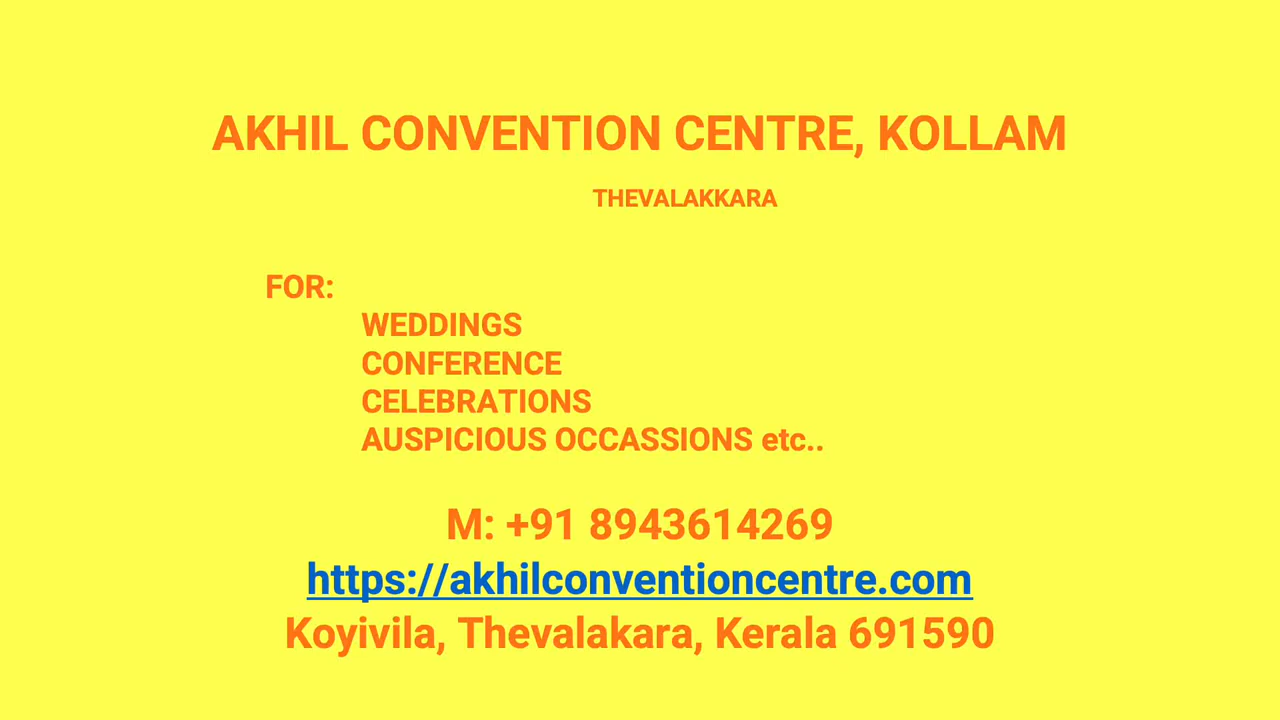 AKHIL CONVENTION CENTRE, KOLLAM
THEVALAKKARA
FOR:
WEDDINGS
CONFERENCE
CELEBRATIONS
AUSPICIOUS OCCASSIONS etc..
M: +91 8943614269
https://akhilconventioncentre.com
Koyivila, Thevalakara, Kerala 691590